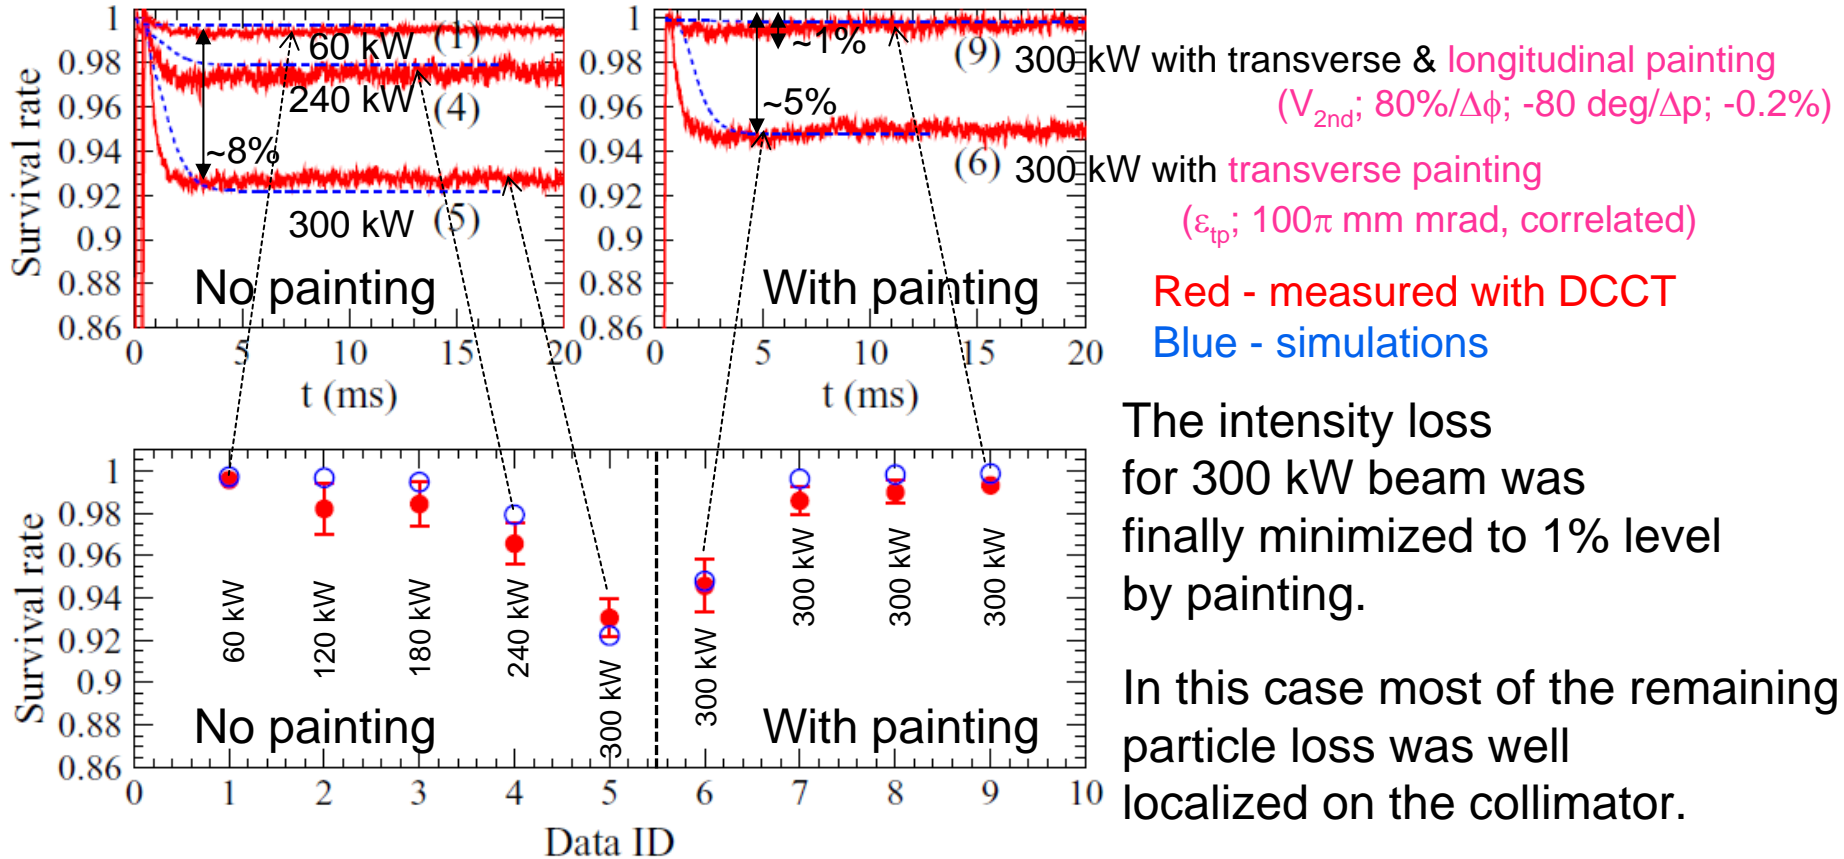 Survival rate
1
0.98
0.96
0.94
0.92
0.9
0.88
0.86
0 5 10 15 20
t (ms)
60 kW (1)
240 kW (4)
~8%
300 kW (5)
No painting
1
0.98
0.96
0.94
0.92
0.9
0.88
0.86
0 5 10 15 20
t (ms)
~1%
~5%
(9)
(6)
With painting
300 kW with transverse & longitudinal painting
(V2nd; 80%/Δϕ; -80 deg/Δp; -0.2%)
300 kW with transverse painting
(εtp; 100π mm mrad, correlated)
Red - measured with DCCT
Blue - simulations
The intensity loss
for 300 kW beam was
finally minimized to 1% level
by painting.
In this case most of the remaining
particle loss was well
localized on the collimator.
Survival rate
1
0.98
0.96
0.94
0.92
0.9
0.88
0.86
60 kW
120 kW
180 kW
240 kW
300 kW
300 kW
300 kW
300 kW
300 kW
No painting
With painting
0 1 2 3 4 5 6 7 8 9 10
Data ID